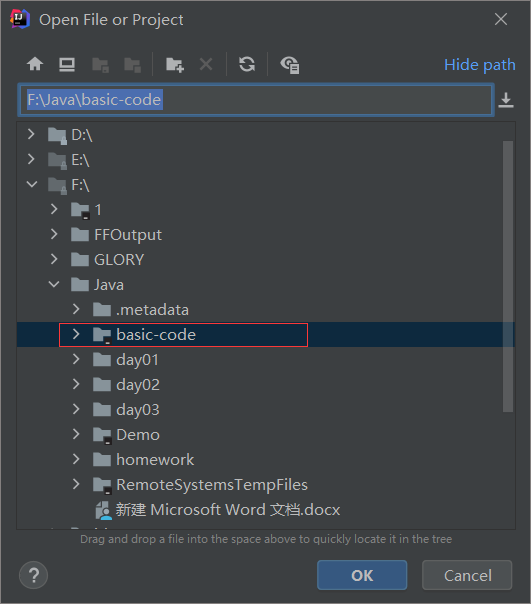 Open File or Project
Hide path
F:\Java\basic-code
D:\
E:\
F:\
1
FFOutput
GLORY
Java
.metadata
basic-code
day01
day02
day03
Demo
homework
RemoteSystemsTempFiles
新建 Microsoft Word 文档.docx
Drag and drop a file into the space above to quickly locate it in the tree
?
OK
Cancel